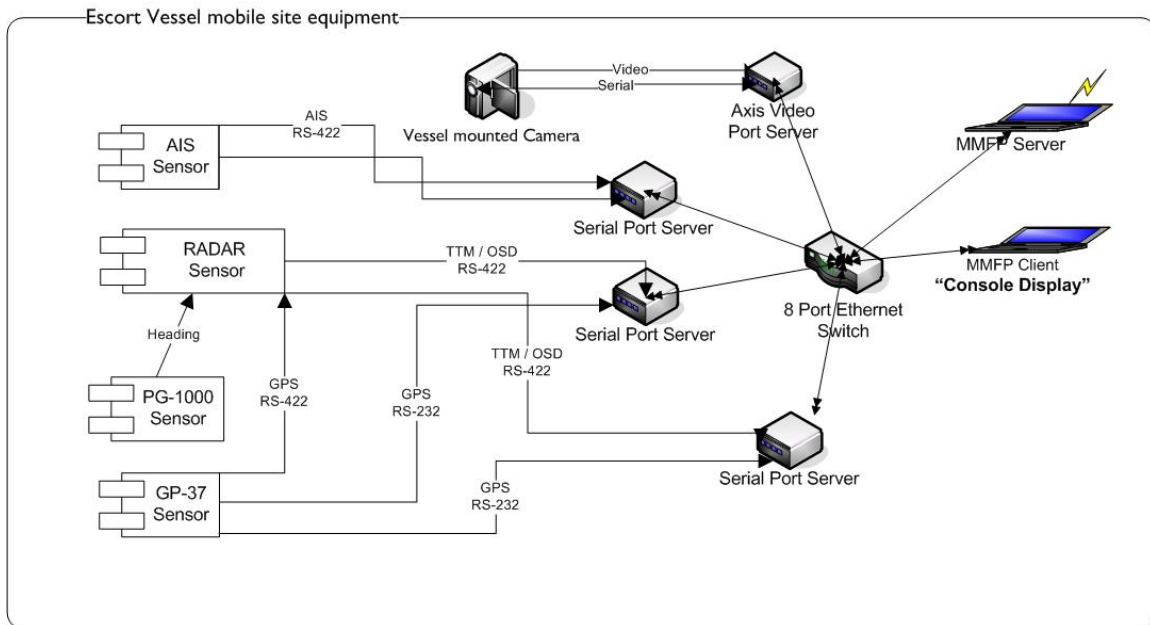 Escort Vessel mobile site equipment
Video
Serial
Vessel mounted Camera
Axis Video
Port Server
MMFP Server
AIS
RS-422
AIS
Sensor
Serial Port Server
RADAR
Sensor
TTM / OSD
RS-422
Serial Port Server
8 Port Ethernet
Switch
MMFP Client
“Console Display”
Heading
PG-1000
Sensor
GPS
RS-422
GPS
RS-232
TTM / OSD
RS-422
Serial Port Server
GP-37
Sensor
GPS
RS-232